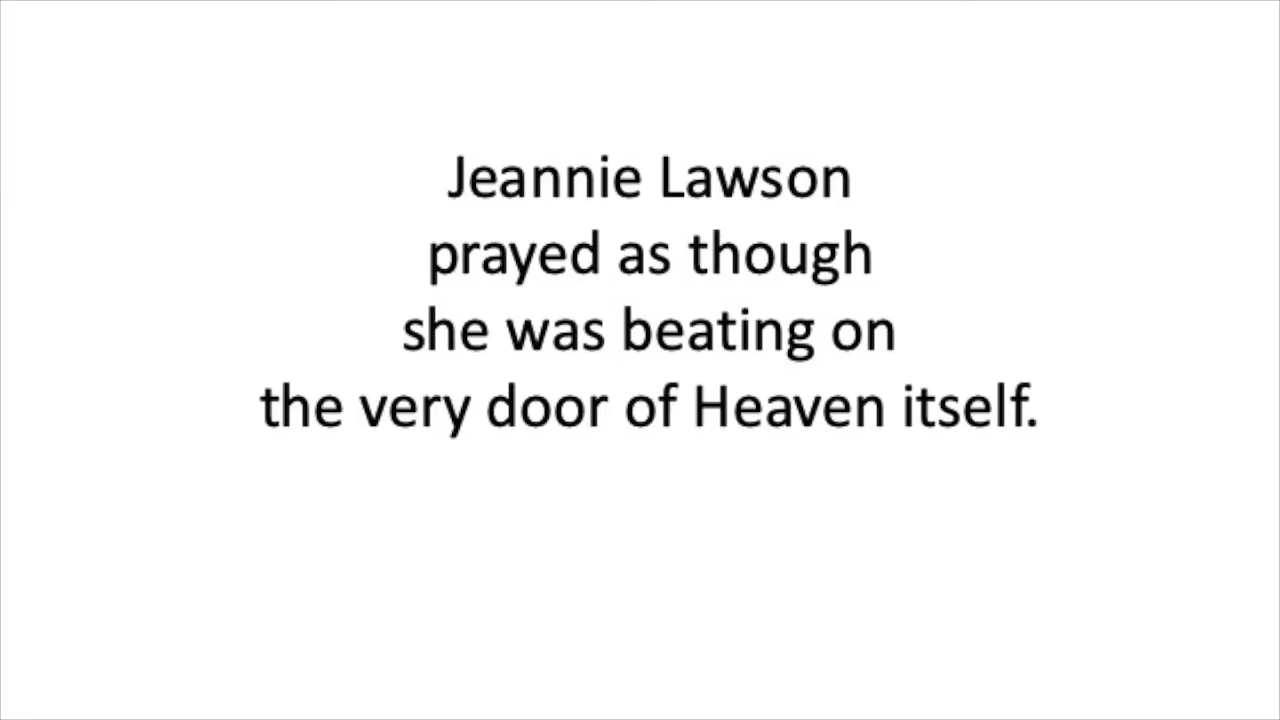 Jeannie Lawson
prayed as though
she was beating on
the very door of Heaven itself.